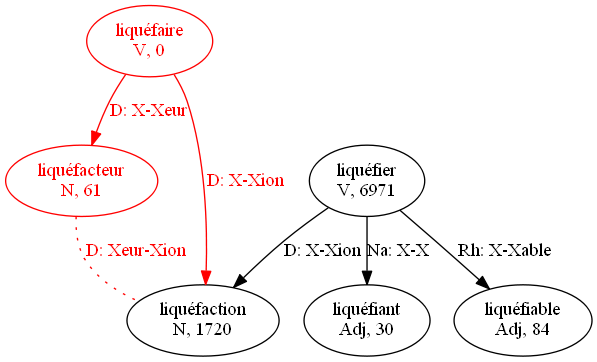 liquéfaire
V, 0
D: X-Xeur
liquéfacteur
N, 61
D: X-Xion
liquéfier
V, 6971
D: Xeur-Xion
D: X-Xion
Na: X-X
Rh: X-Xable
liquéfaction
N, 1720
liquéfiant
Adj, 30
liquéfiable
Adj, 84